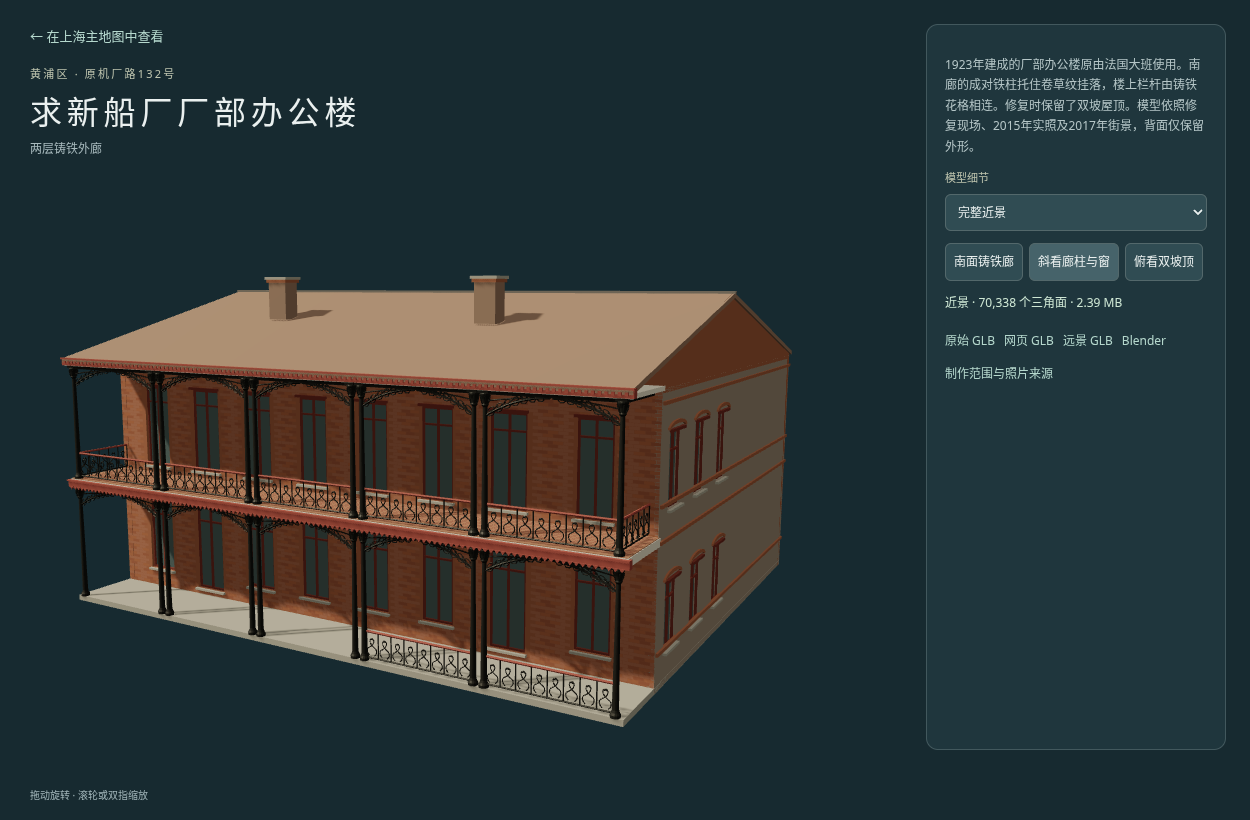 ← 在上海主地图中查看
黄浦区 · 原机厂路132号
求新船厂厂部办公楼
两层铸铁外廊
1923年建成的厂部办公楼原由法国大班使用。南
廊的成对铁柱托住卷草纹挂落，楼上栏杆由铸铁
花格相连。修复时保留了双坡屋顶。模型依照修
复现场、2015年实照及2017年街景，背面仅保留
外形。
模型细节
完整近景
南面铸铁廊 斜看廊柱与窗 俯看双坡顶
近景 · 70,338 个三角面 · 2.39 MB
原始 GLB 网页 GLB 远景 GLB Blender
制作范围与照片来源
拖动旋转 · 滚轮或双指缩放